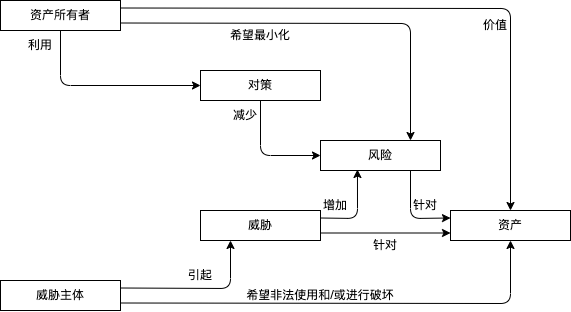 资产所有者
价值
希望最小化
利用
对策
减少
风险
增加
针对
威胁
资产
针对
引起
威胁主体
希望非法使用和/或进行破坏